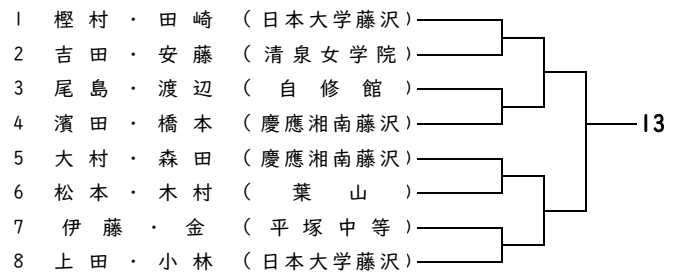 1 樫村・田崎 (日本大学藤沢)
2 吉田・安藤 (清泉女学院)
3 尾島・渡辺 (自修館)
4 濱田・橋本 (慶應湘南藤沢)
13
5 大村・森田 (慶應湘南藤沢)
6 松本・木村 (葉山)
7 伊藤・金 (平塚中等)
8 上田・小林 (日本大学藤沢)